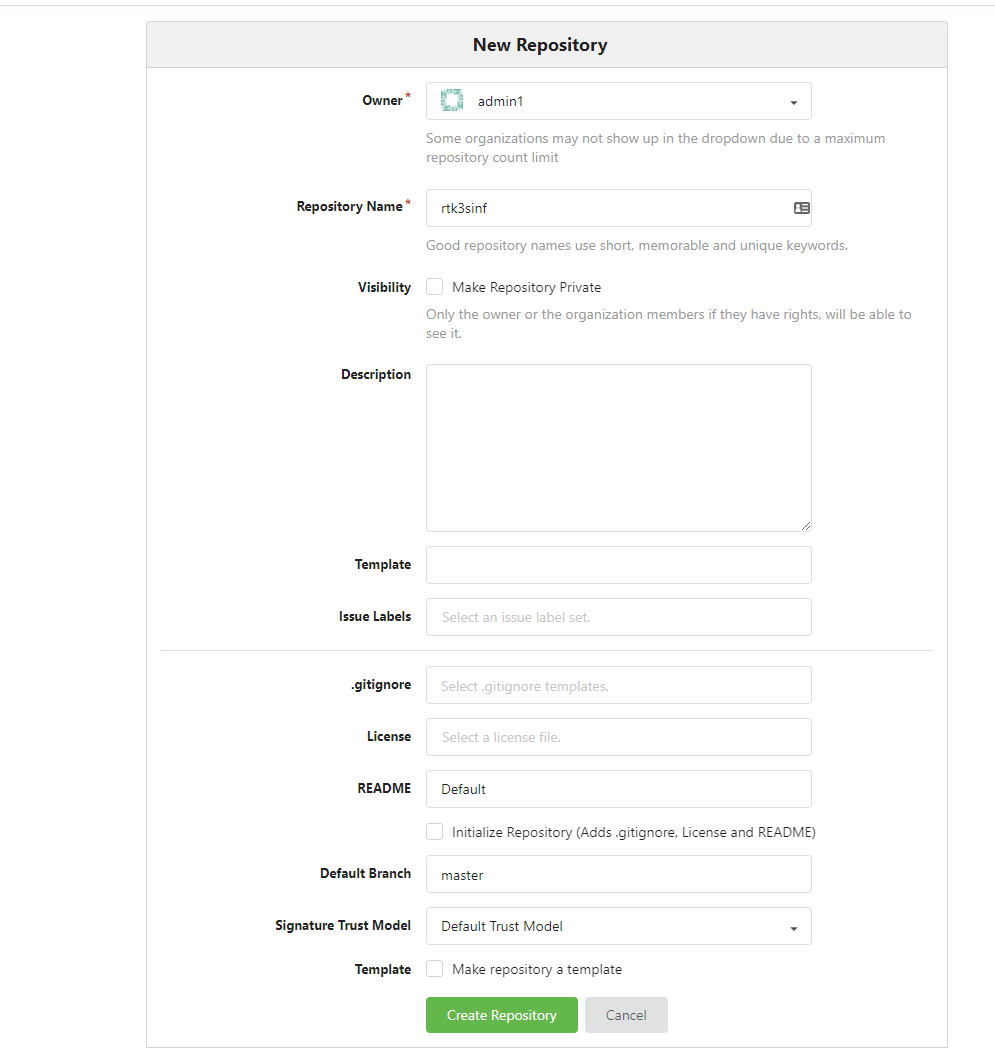 New Repository
Owner*
admin1
Some organizations may not show up in the dropdown due to a maximum
repository count limit
Repository Name*
rtk3sinf
Good repository names use short, memorable and unique keywords.
Visibility
Make Repository Private
Only the owner or the organization members if they have rights, will be able to
see it.
Description
Template
Issue Labels
Select an issue label set.
.gitignore
Select .gitignore templates.
License
Select a license file.
README
Default
Initialize Repository (Adds .gitignore, License and README)
Default Branch
master
Signature Trust Model
Default Trust Model
Template
Make repository a template
Create Repository
Cancel